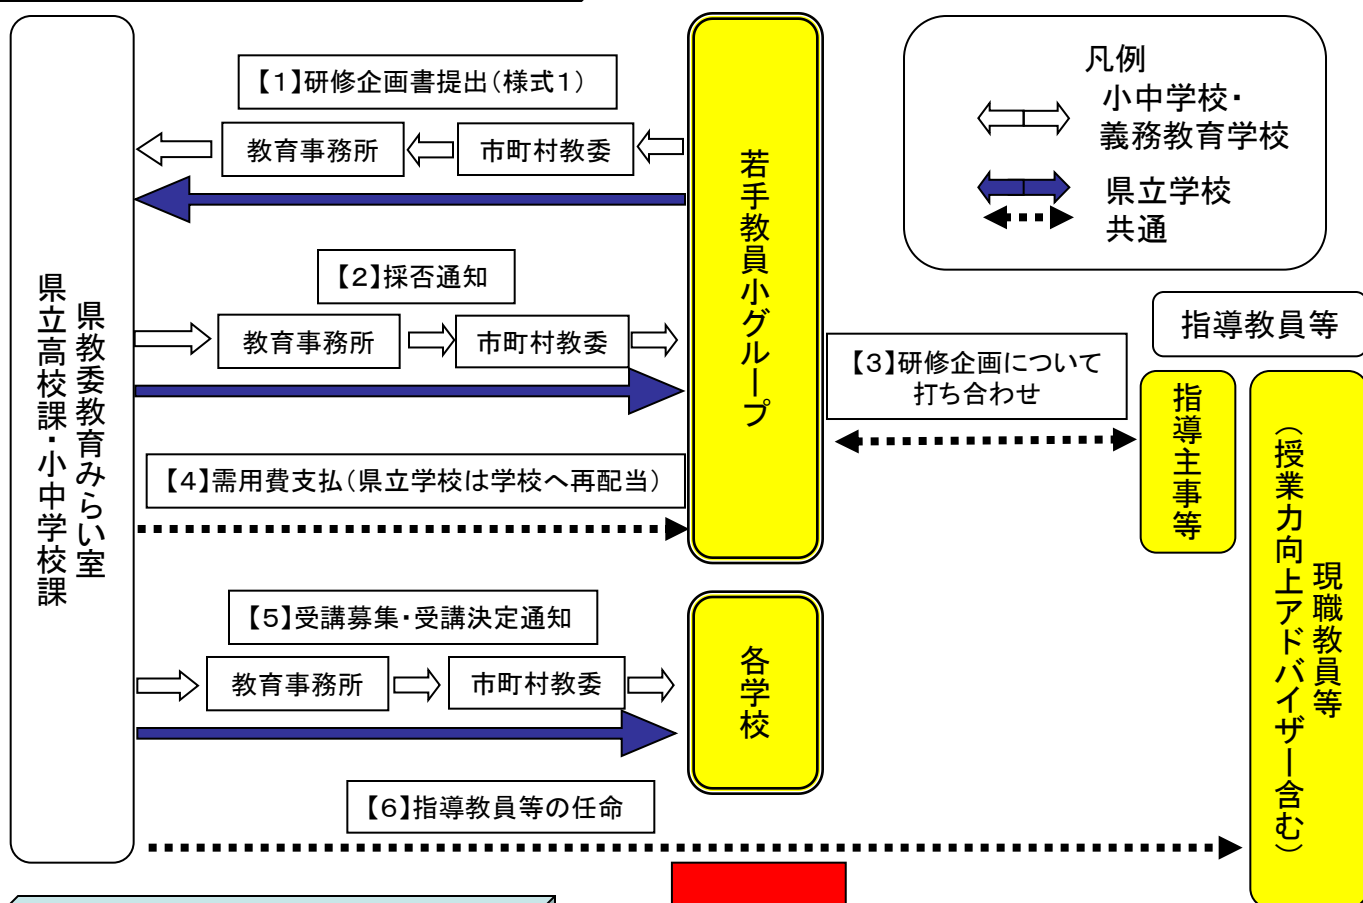 【1】研修企画書提出(様式1)
教育事務所
市町村教委
【2】採否通知
教育事務所
市町村教委
【4】需用費支払(県立学校は学校へ再配当)
【5】受講募集・受講決定通知
教育事務所
市町村教委
【6】指導教員等の任命
県教委教育みらい室
県立高校課・小中学校課
若手教員小グループ
各学校
凡例
小中学校・
義務教育学校
県立学校
共通
【3】研修企画について
打ち合わせ
指導教員等
指導主事等
現職教員等
(授業力向上アドバイザー含む)